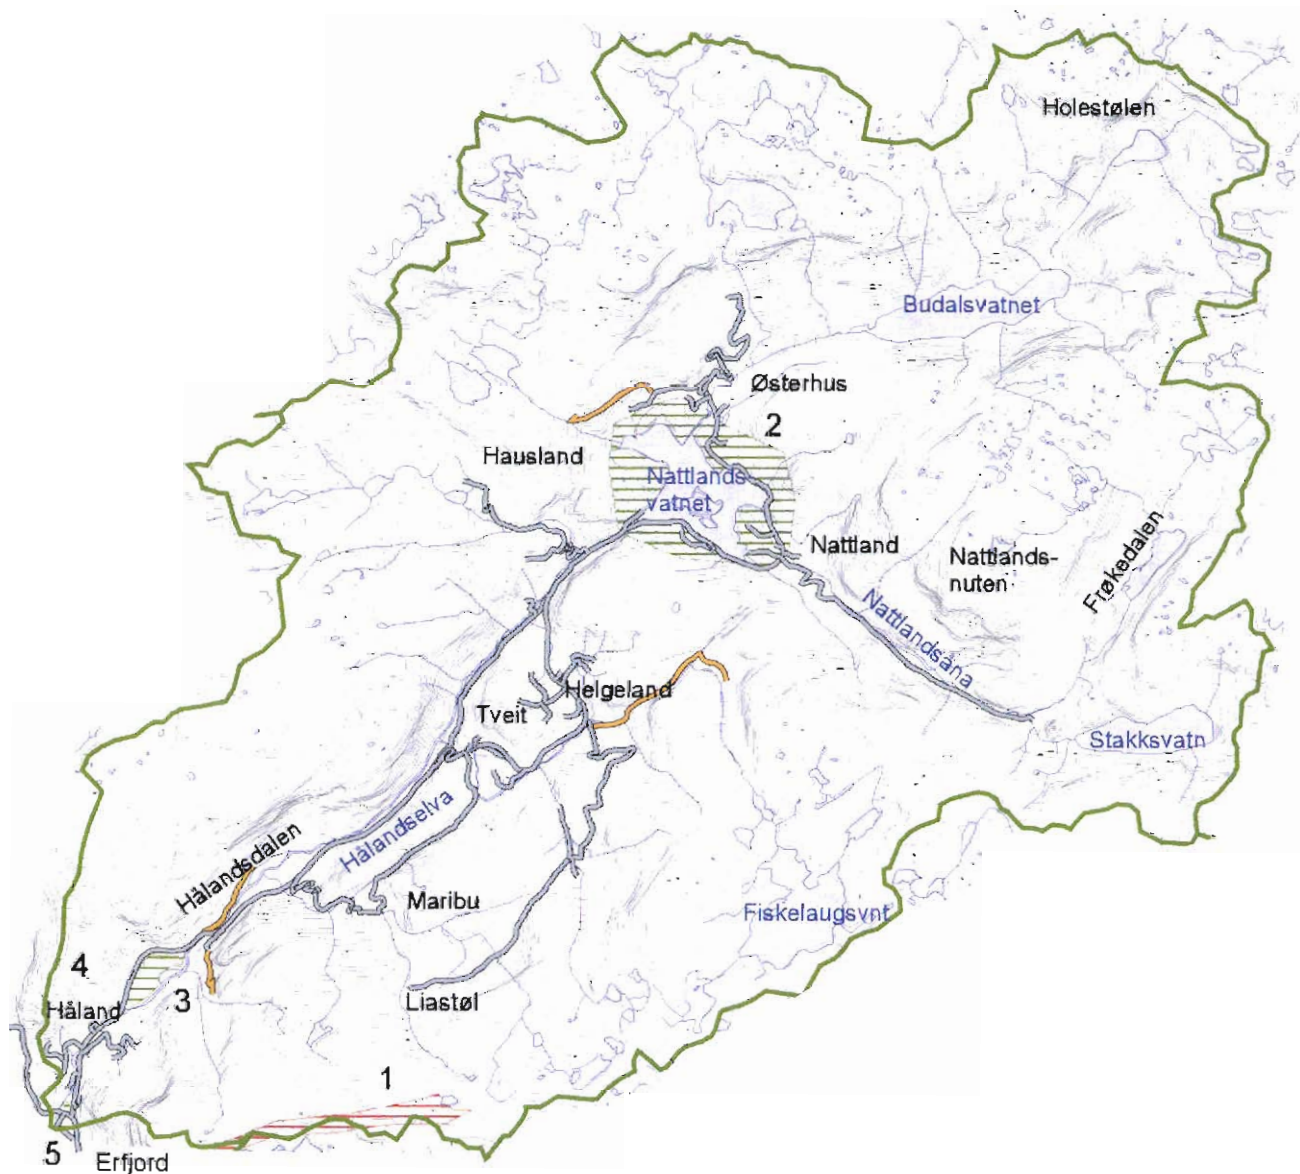 Holestølen
Budalsvatnet
Østerhus
2
Hausland
Nattlands
vatnet
Nattland
Nattlands-
nuten
Frøkedalen
Nattlandsåna
Helgeland
Tveit
Stakksvatn
Hålandselva
Hålandsdalen
Maribu
Fiskelaugsvnt
4
3
Håland
Liastøl
1
5
Erfjord